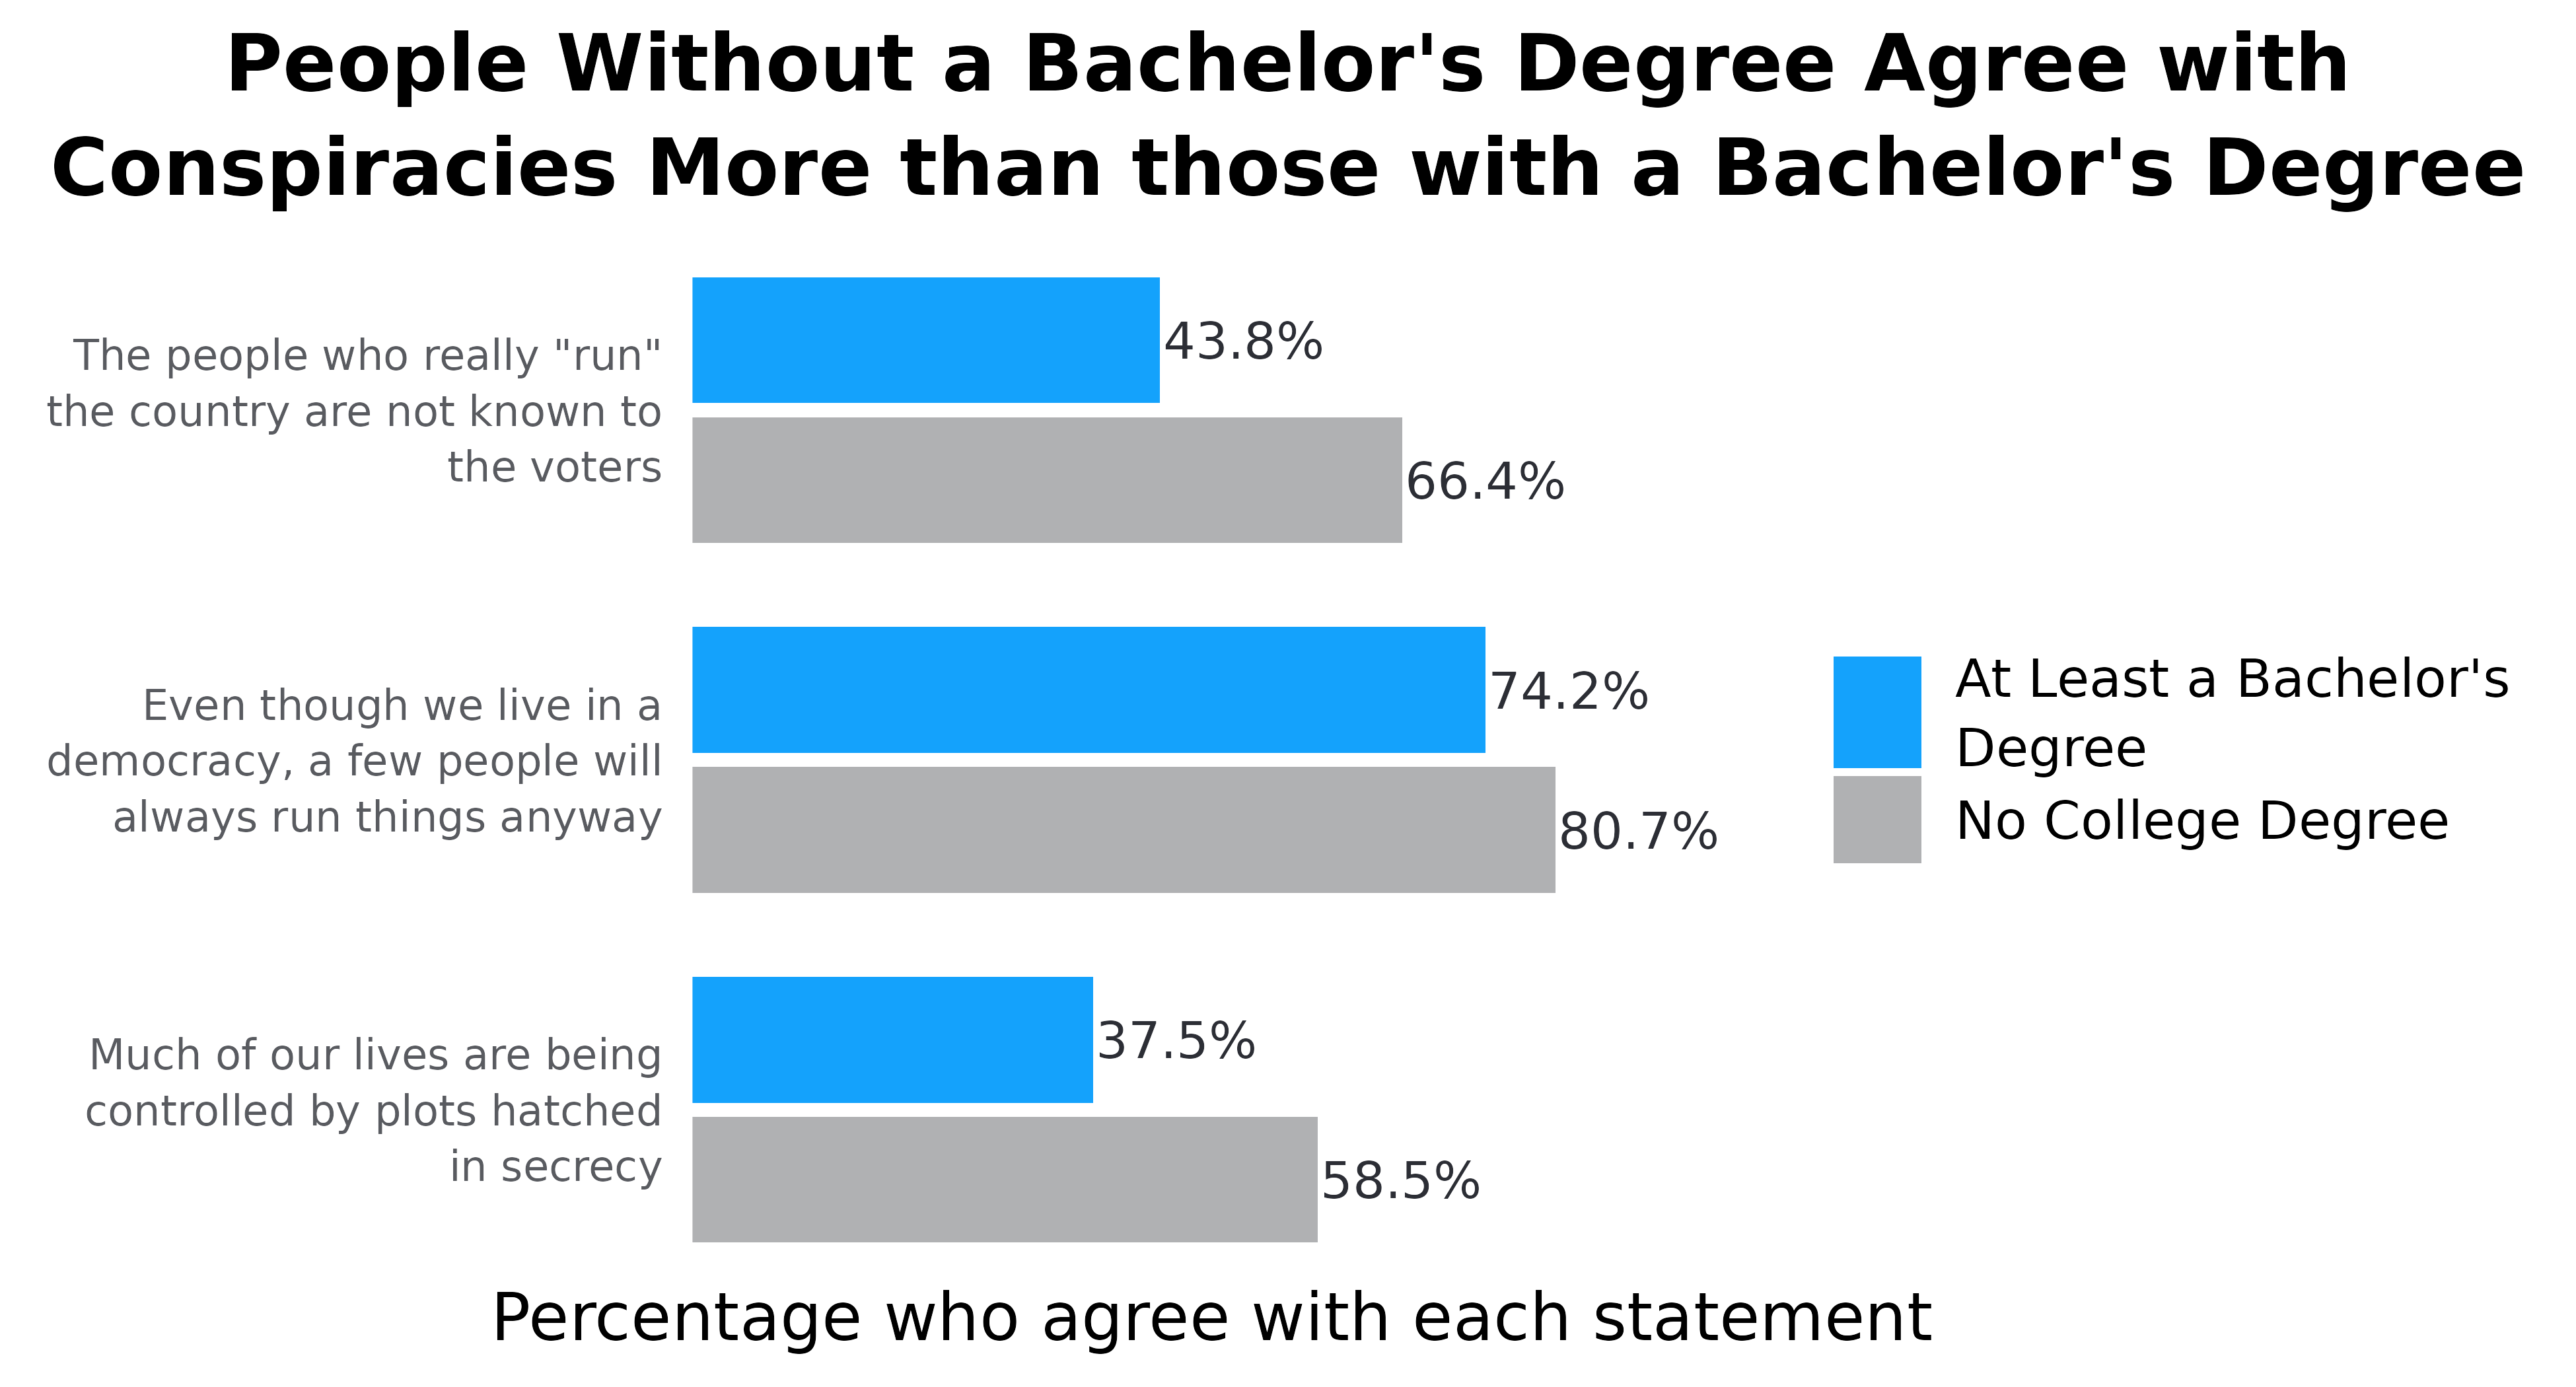 People Without a Bachelor's Degree Agree with
Conspiracies More than those with a Bachelor's Degree
The people who really "run"
the country are not known to
the voters
43.8%
66.4%
Even though we live in a
democracy, a few people will
always run things anyway
74.2%
80.7%
At Least a Bachelor's
Degree
No College Degree
Much of our lives are being
controlled by plots hatched
in secrecy
37.5%
58.5%
Percentage who agree with each statement